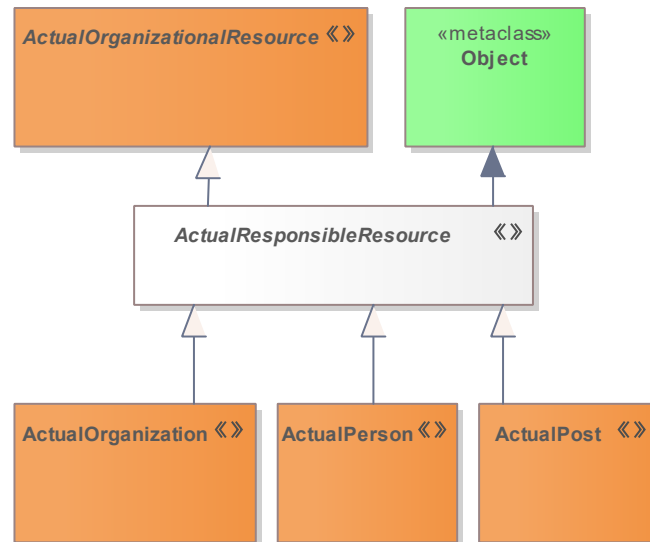 ActualOrganizationalResource «»
«metaclass»
Object
ActualResponsibleResource «»
ActualOrganization «»
ActualPerson «»
ActualPost «»